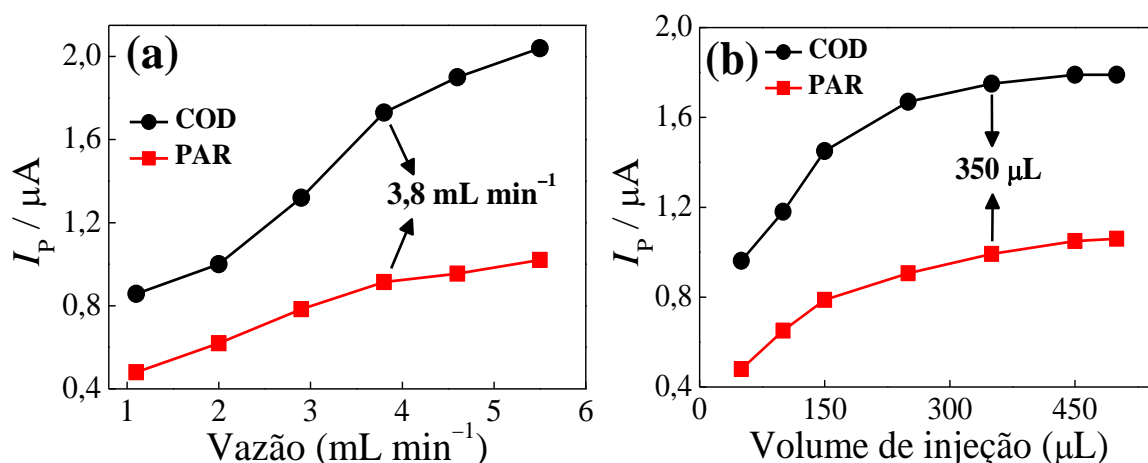 (a)
COD
PAR
3,8 mL min⁻¹
2,0
1,6
1,2
0,8
0,4
I_P / μA
1 2 3 4 5 6
Vazão (mL min⁻¹)
(b)
COD
PAR
350 μL
2,0
1,6
1,2
0,8
0,4
I_P / μA
0 150 300 450
Volume de injeção (μL)